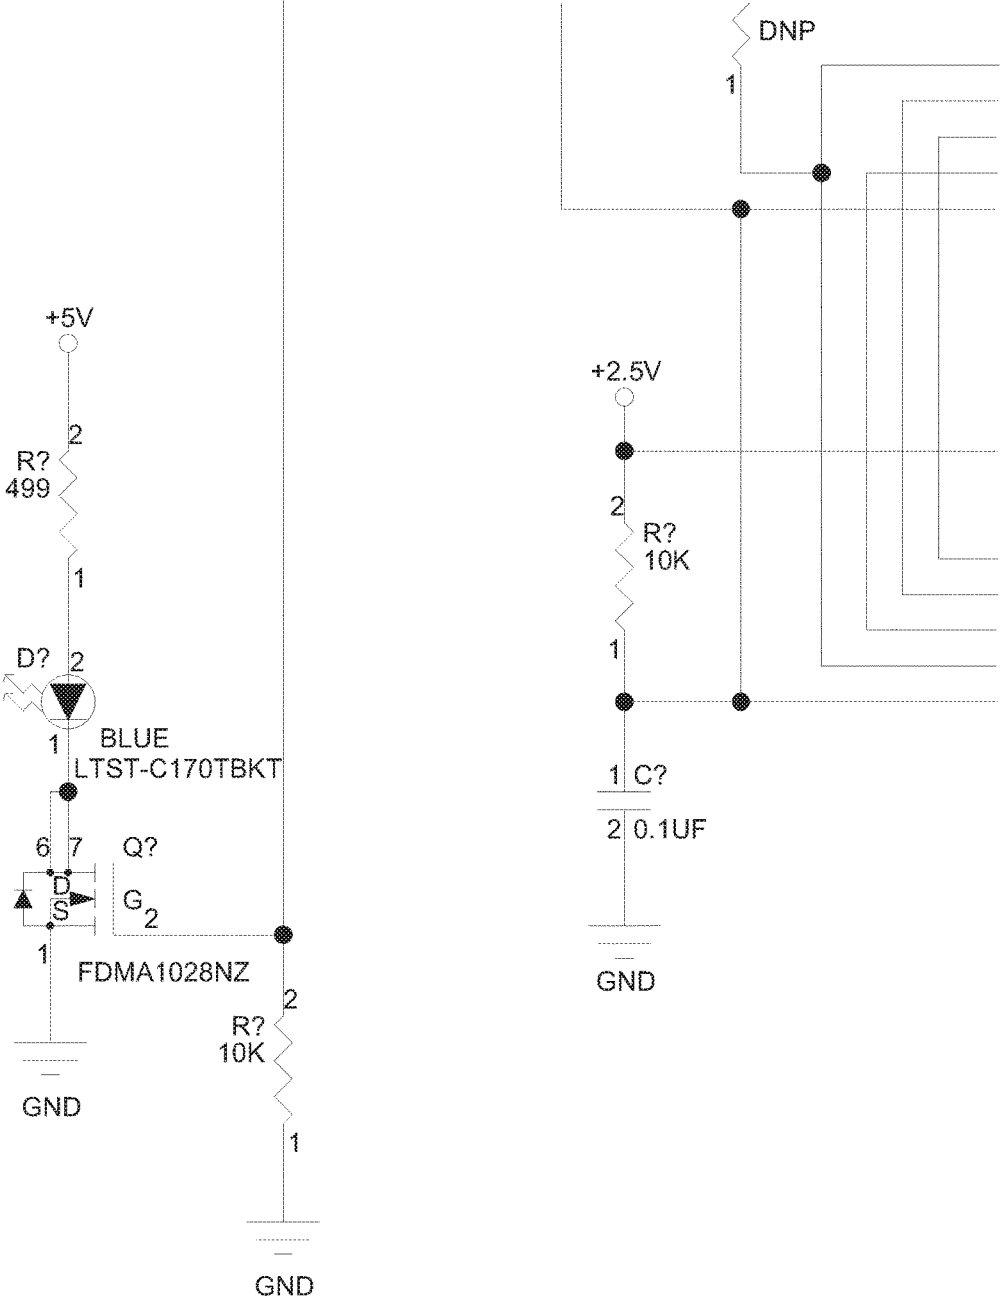 DNP
1
+5V
+2.5V
2
R?
499
2
R?
10K
1
1
D?
2
1
BLUE
LTST-C170TBKT
1
C?
2
0.1UF
6
7
Q?
D
G
2
S
1
FDMA1028NZ
GND
2
R?
10K
GND
1
GND